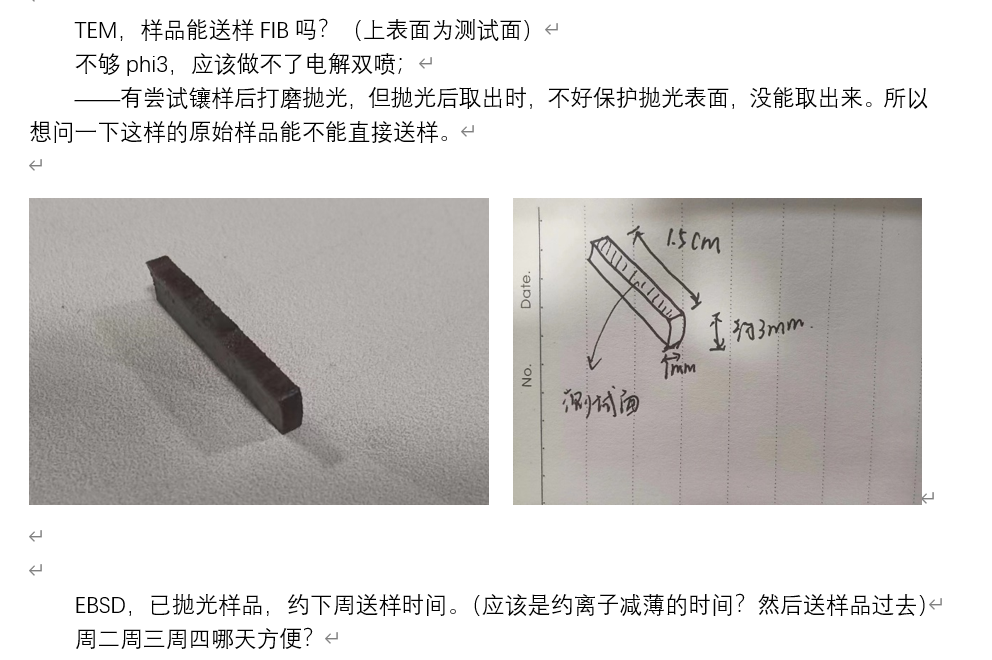 TEM，样品能送样 FIB 吗？（上表面为测试面）
不够 phi3，应该做不了电解双喷；
——有尝试镶样后打磨抛光，但抛光后取出时，不好保护抛光表面，没能取出来。所以
想问一下这样的原始样品能不能直接送样。
Date.
No.
1.5cm
约3mm.
1mm
测试面
EBSD，已抛光样品，约下周送样时间。（应该是约离子减薄的时间？然后送样品过去）
周二周三周四哪天方便？